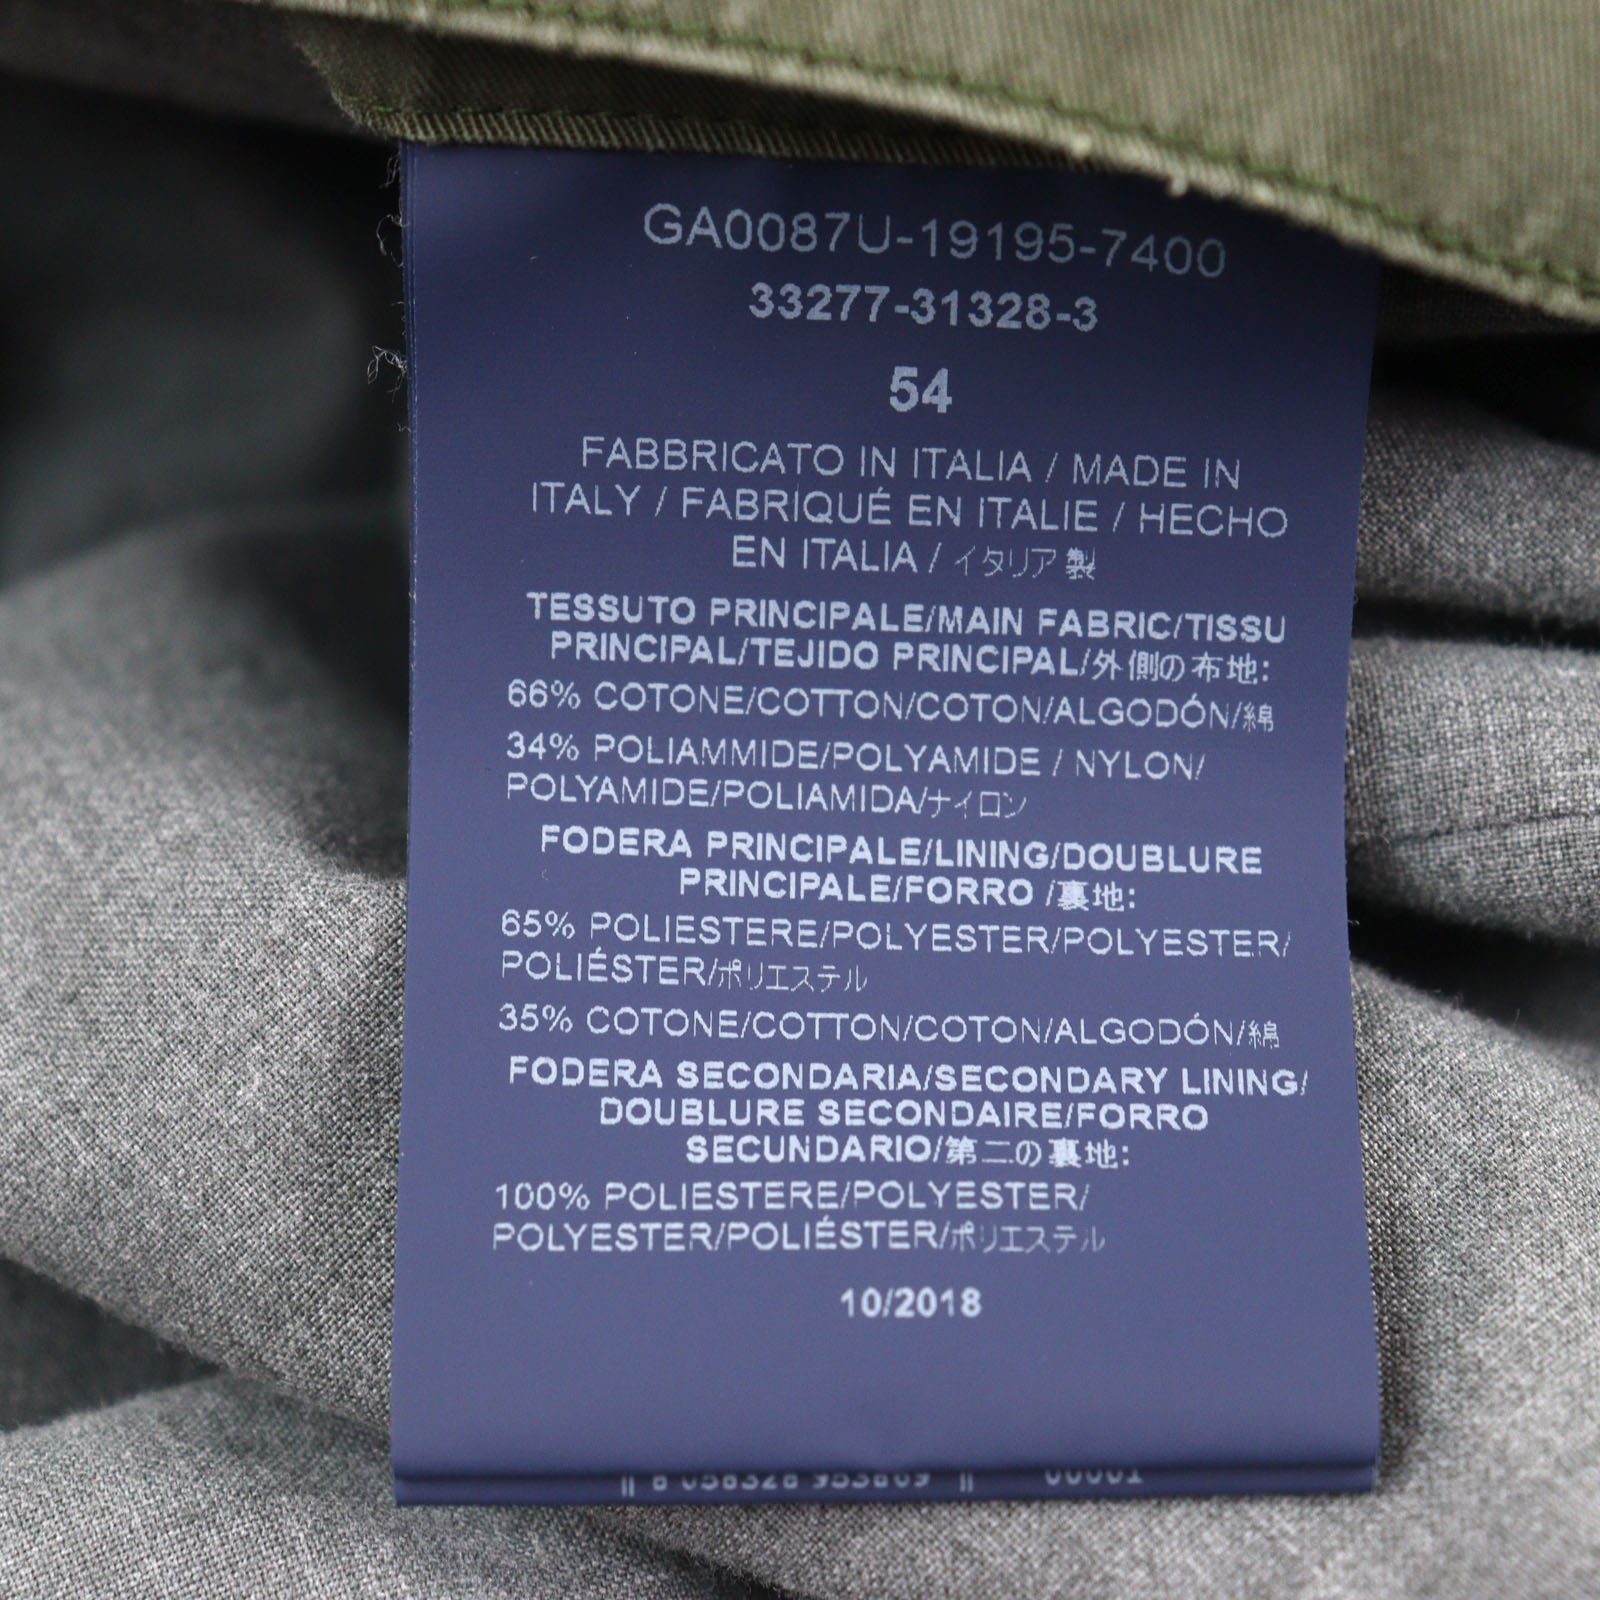 GA0087U-19195-7400
33277-31328-3
54
FABBRICATO IN ITALIA / MADE IN
ITALY / FABRIQUÉ EN ITALIE / HECHO
EN ITALIA / イタリア製
TESSUTO PRINCIPALE/MAIN FABRIC/TISSU
PRINCIPAL/TEJIDO PRINCIPAL/外側の布地:
66% COTONE/COTTON/COTON/ALGODÓN/綿
34% POLIAMMIDE/POLYAMIDE / NYLON/
POLYAMIDE/POLIAMIDA/ナイロン
FODERA PRINCIPALE/LINING/DOUBLURE
PRINCIPALE/FORRO /裏地:
65% POLIESTERE/POLYESTER/POLYESTER/
POLIÉSTER/ポリエステル
35% COTONE/COTTON/COTON/ALGODÓN/綿
FODERA SECONDARIA/SECONDARY LINING/
DOUBLURE SECONDAIRE/FORRO
SECUNDARIO/第二の裏地:
100% POLIESTERE/POLYESTER/
POLYESTER/POLIÉSTER/ポリエステル
10/2018
8 058328 953869 00001